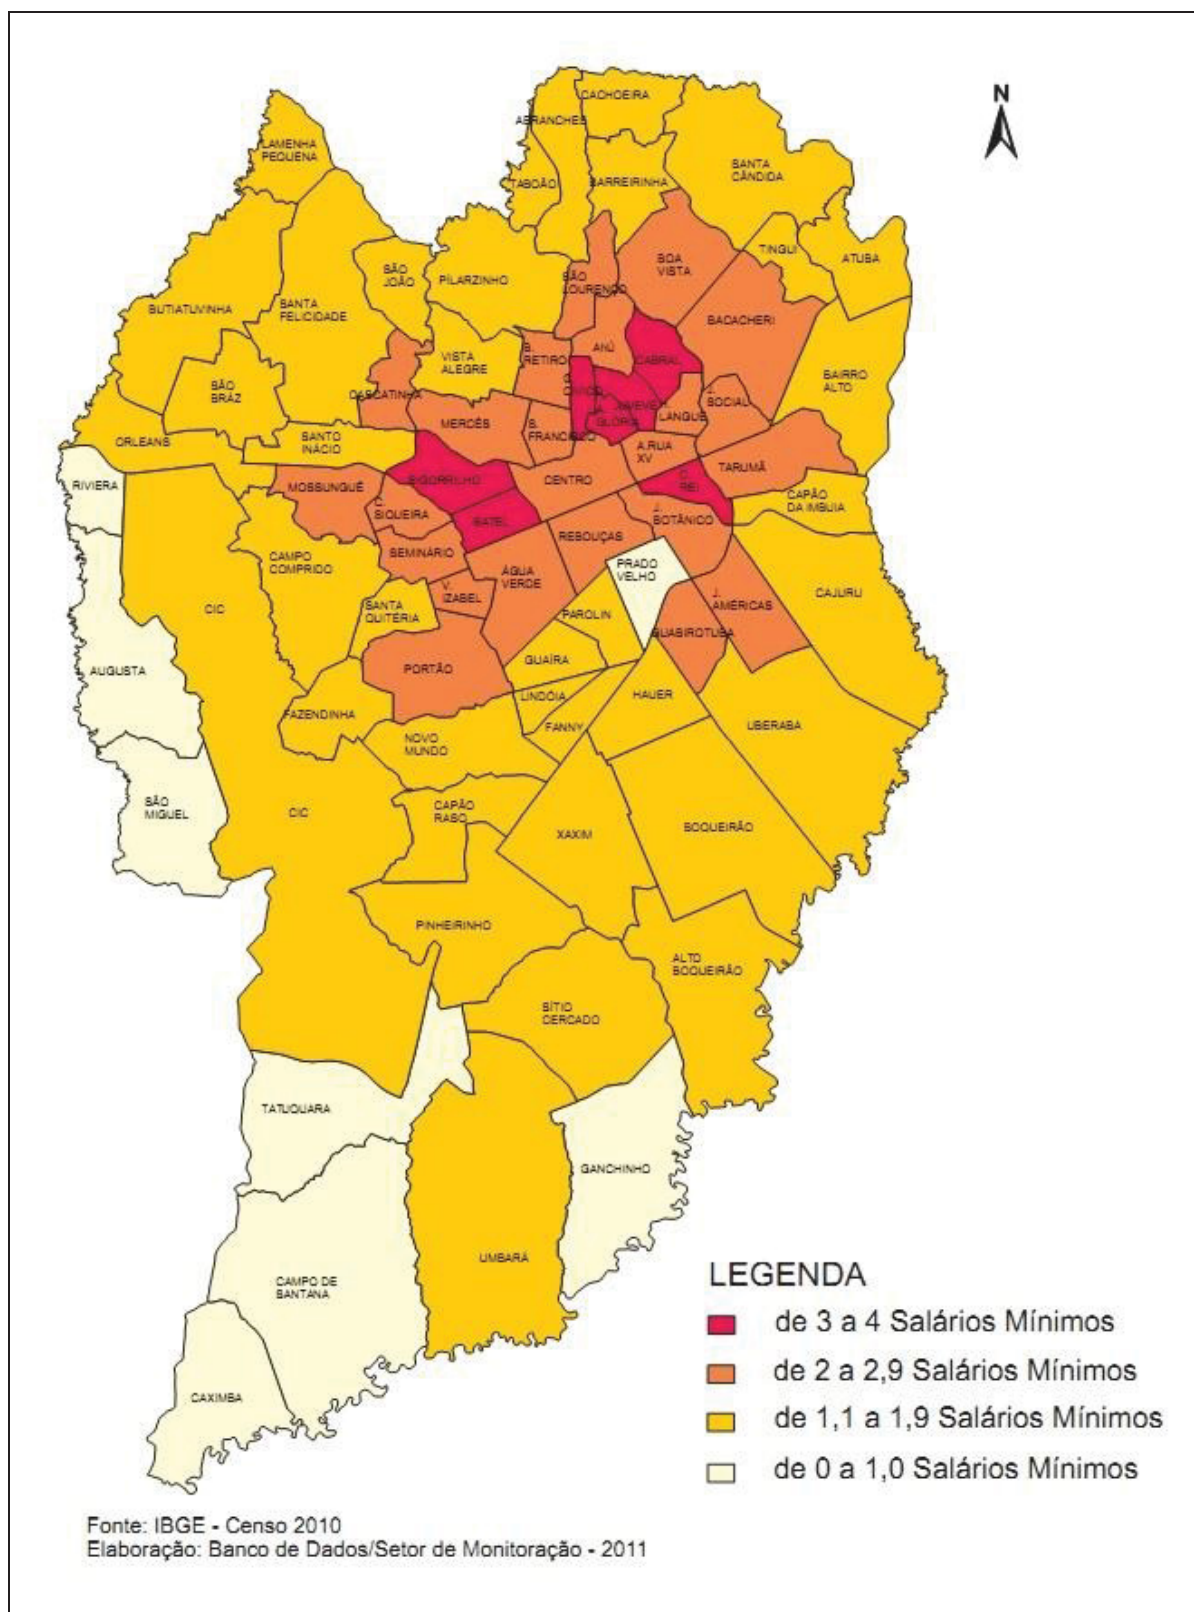 N
CACHOEIRA
ABRANCHES
LAMENHA
PEQUENA
SANTA
CÂNDIDA
TABOÃO
BARREIRINHA
TINGUI
ATUBA
BOA
VISTA
SÃO
JOÃO
PILARZINHO
SÃO
LOURENÇO
BUTIATUVINHA
SANTA
FELICIDADE
BACACHERI
AHÚ
B.
RETIRO
CABRAL
VISTA
ALEGRE
BAIRRO
ALTO
SÃO
BRÁZ
CASCATINHA
C.
CÍVICO
JUVEVÊ
A.
GLÓRIA
H.
LANGUE
J.
SOCIAL
MERCÊS
B.
FRANCISCO
ORLEANS
SANTO
INÁCIO
A.RUA
XV
TARUMÃ
RIVIERA
MOSSUNGUÊ
BIGORRILHO
CENTRO
C.
REI
CAPÃO
DA IMBUIA
C.
SIQUEIRA
BATEL
J.
BOTÂNICO
REBOUÇAS
SEMINÁRIO
CAMPO
COMPRIDO
ÁGUA
VERDE
PRADO
VELHO
CAJURU
V.
IZABEL
CIC
SANTA
QUITÉRIA
PAROLIN
J.
AMÉRICAS
GUABIROTUBA
AUGUSTA
PORTÃO
GUAÍRA
LINDÓIA
HAUER
FAZENDINHA
FANNY
UBERABA
NOVO
MUNDO
SÃO
MIGUEL
CIC
CAPÃO
RASO
XAXIM
BOQUEIRÃO
PINHEIRINHO
ALTO
BOQUEIRÃO
SÍTIO
CERCADO
TATUQUARA
GANCHINHO
UMBARÁ
CAMPO DE
SANTANA
CAXIMBA
LEGENDA
de 3 a 4 Salários Mínimos
de 2 a 2,9 Salários Mínimos
de 1,1 a 1,9 Salários Mínimos
de 0 a 1,0 Salários Mínimos
Fonte: IBGE - Censo 2010
Elaboração: Banco de Dados/Setor de Monitoração - 2011